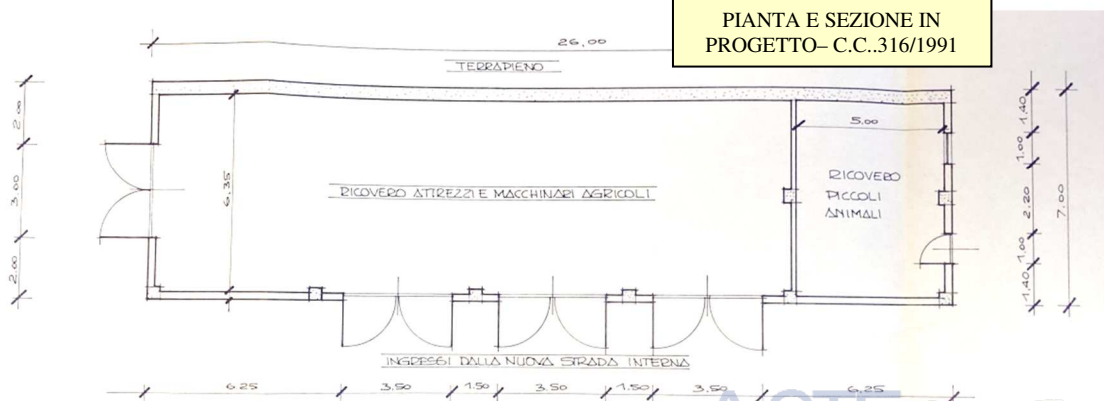 PIANTA E SEZIONE IN
PROGETTO– C.C..316/1991
26,00
TERRAPIENO
2.00
3.00
2.00
6,35
RICOVERO ATTREZZI E MACCHINARI AGRICOLI
5.00
RICOVERO
PICCOLI
ANIMALI
1,40
1.00
2.20
1,00
1,40
7.00
INGRESSI DALLA NUOVA STRADA INTERNA
6.25
3.50
1.50
3.50
1.50
3.50
6,25
ASTE